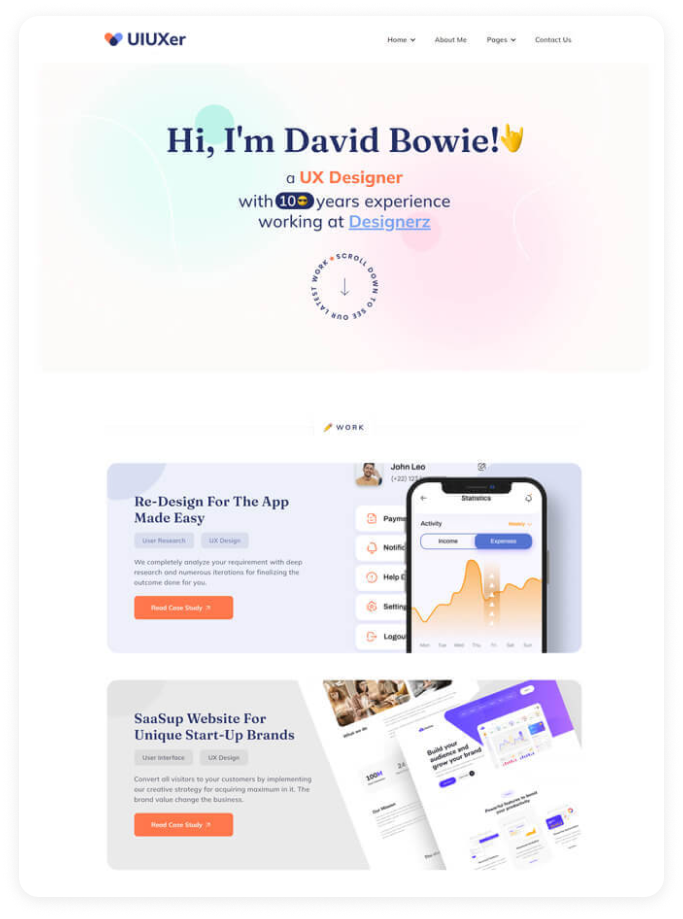 UIUXer
Home About Me Pages Contact Us
Hi, I'm David Bowie!
a UX Designer
with 10 years experience
working at Designerz
SCROLL DOWN TO SEE OUR LATEST WORK
WORK
Re-Design For The App
Made Easy
User Research UX Design
We completely analyze your requirement with deep
research and numerous iterations for finalizing the
outcome done for you.
Read Case Study
John Leo
(+22) 123
Payme
Notific
Help D
Setting
Logout
Statistics
Activity Weekly
Income Expenses
Mon Tue Wed Thu Fri Sat Sun
SaaSup Website For
Unique Start-Up Brands
User Interface UX Design
Convert all visitors to your customers by implementing
our creative strategy for acquiring maximum in it. The
brand value change the business.
Read Case Study
What we do
100M
Our Mission
Build your
audience and
grow your brand
Powerful features to boost
your productivity